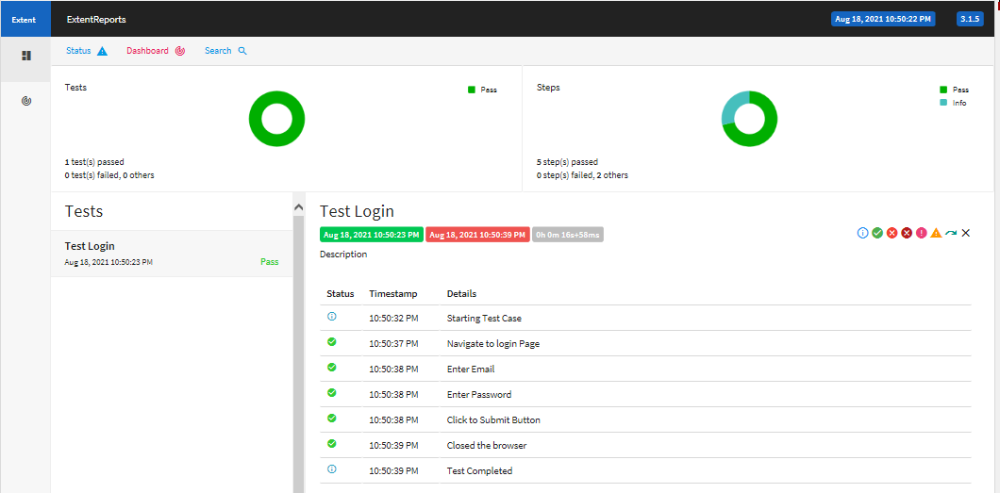 Extent
ExtentReports
Aug 18, 2021 10:50:22 PM
3.1.5
Status
Dashboard
Search
Tests
Pass
1 test(s) passed
0 test(s) failed, 0 others
Steps
Pass
Info
5 step(s) passed
0 step(s) failed, 2 others
Tests
Test Login
Aug 18, 2021 10:50:23 PM
Pass
Test Login
Aug 18, 2021 10:50:23 PM Aug 18, 2021 10:50:39 PM 0h 0m 16s+58ms
Description
Status Timestamp Details
10:50:32 PM Starting Test Case
10:50:37 PM Navigate to login Page
10:50:38 PM Enter Email
10:50:38 PM Enter Password
10:50:38 PM Click to Submit Button
10:50:39 PM Closed the browser
10:50:39 PM Test Completed